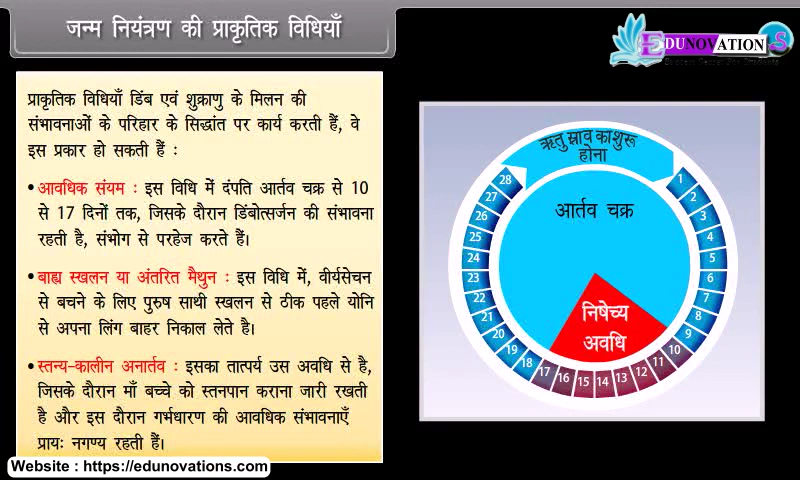 जन्म नियंत्रण की प्राकृतिक विधियाँ
EDUNOVATION.S
प्राकृतिक विधियाँ डिंब एवं शुक्राणु के मिलन की
संभावनाओं के परिहार के सिद्धांत पर कार्य करती हैं, वे
इस प्रकार हो सकती हैं :
• आवधिक संयम : इस विधि में दंपति आर्तव चक्र से 10
से 17 दिनों तक, जिसके दौरान डिंबोत्सर्जन की संभावना
रहती है, संभोग से परहेज करते हैं।
• बाह्य स्खलन या अंतरित मैथुन : इस विधि में, वीर्यसेचन
से बचने के लिए पुरुष साथी स्खलन से ठीक पहले योनि
से अपना लिंग बाहर निकाल लेते है।
• स्तन्य-कालीन अनार्तव : इसका तात्पर्य उस अवधि से है,
जिसके दौरान माँ बच्चे को स्तनपान कराना जारी रखती
है और इस दौरान गर्भधारण की आवधिक संभावनाएँ
प्रायः नगण्य रहती हैं।
ऋतु स्राव का शुरू
होना
आर्तव चक्र
निषेच्य
अवधि
1
2
3
4
5
6
7
8
9
10
11
12
13
14
15
16
17
18
19
20
21
22
23
24
25
26
27
28
Website : https://edunovations.com